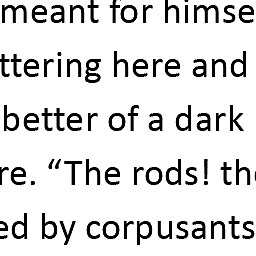 meant for himse
ttering here and
better of a dark
re. “The rods! th
ed by corpusants